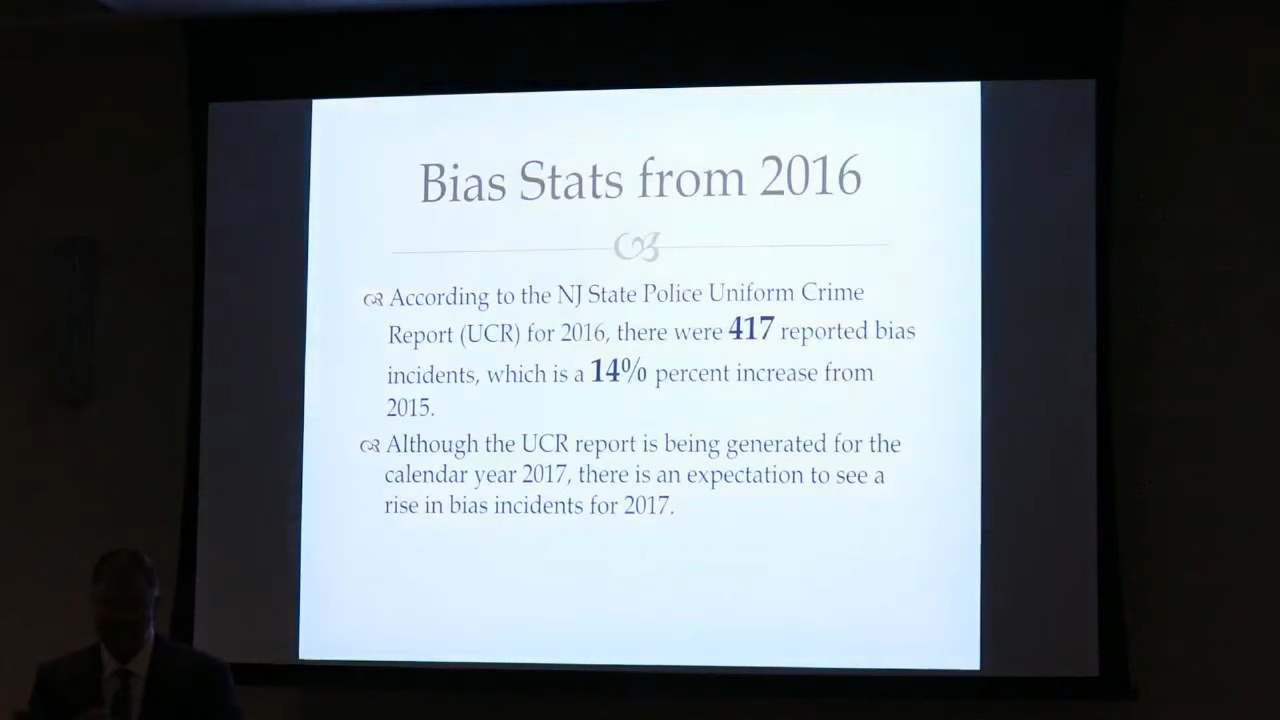 Bias Stats from 2016
According to the NJ State Police Uniform Crime
Report (UCR) for 2016, there were 417 reported bias
incidents, which is a 14% percent increase from
2015.
Although the UCR report is being generated for the
calendar year 2017, there is an expectation to see a
rise in bias incidents for 2017.